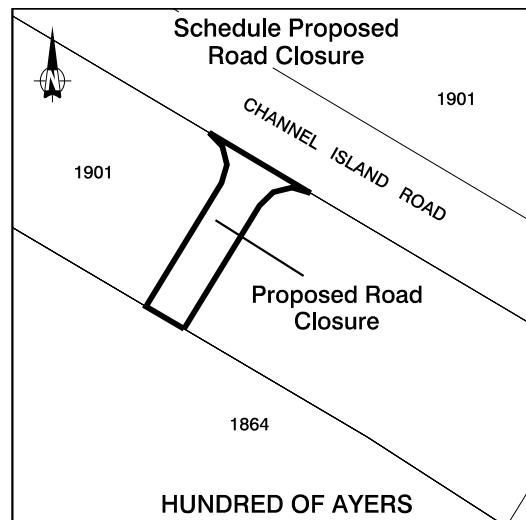 Schedule Proposed
Road Closure
N
1901
CHANNEL ISLAND ROAD
1901
Proposed Road
Closure
1864
HUNDRED OF AYERS